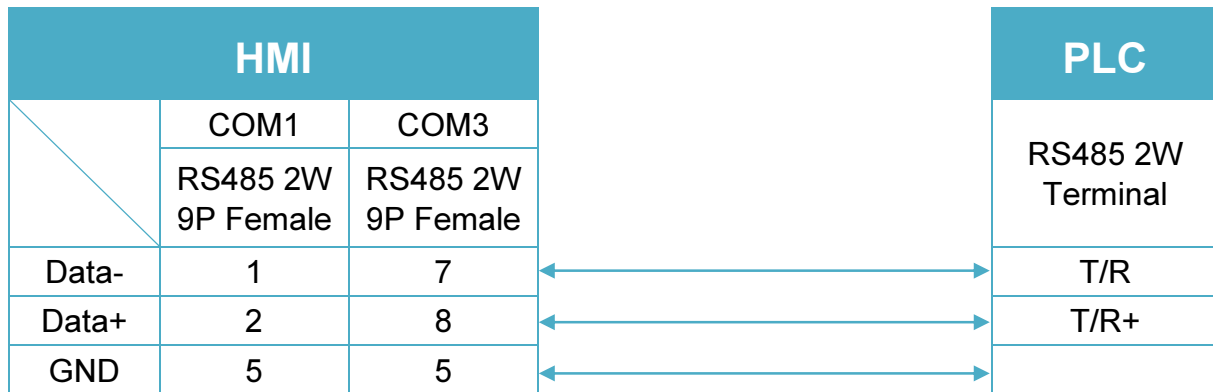 HMI PLC
COM1 COM3
RS485 2W RS485 2W
9P Female 9P Female
RS485 2W
Terminal
Data- 1 7 T/R
Data+ 2 8 T/R+
GND 5 5